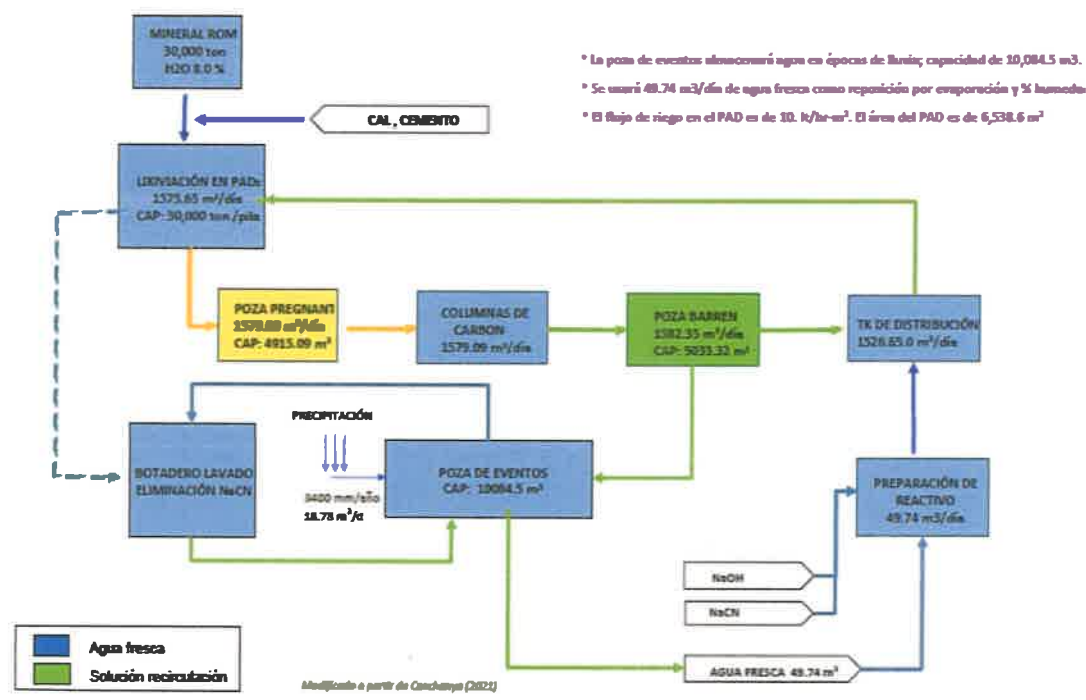 MINERAL ROM
30,000 ton
H2O 8.0 %
* La poza de eventos almacenará agua en épocas de lluvia; capacidad de 10,084.5 m3.
* Se usará 49.74 m3/día de agua fresca como reposición por evaporación y % humeda
* El flujo de riego en el PAD es de 10. lt/hr-m². El área del PAD es de 6,538.6 m²
CAL , CEMENTO
LIXIVIACIÓN EN PADs
1575.65 m³/día
CAP: 30,000 ton /pila
POZA PREGNANT
m³/día
CAP: 4915.09 m³
COLUMNAS DE
CARBON
1579.09 m³/día
POZA BARREN
1582.35 m³/día
CAP: 5033.32 m³
TK DE DISTRIBUCIÓN
1526.65.0 m³/día
PRECIPITACIÓN
3400 mm/año
18.78 m³/d
BOTADERO LAVADO
ELIMINACIÓN NaCN
POZA DE EVENTOS
CAP: 10084.5 m³
PREPARACIÓN DE
REACTIVO
49.74 m3/día
NaOH
NaCN
AGUA FRESCA 49.74 m³
Agua fresca
Solución recirculación
Modificado a partir de Canchanya (2021)